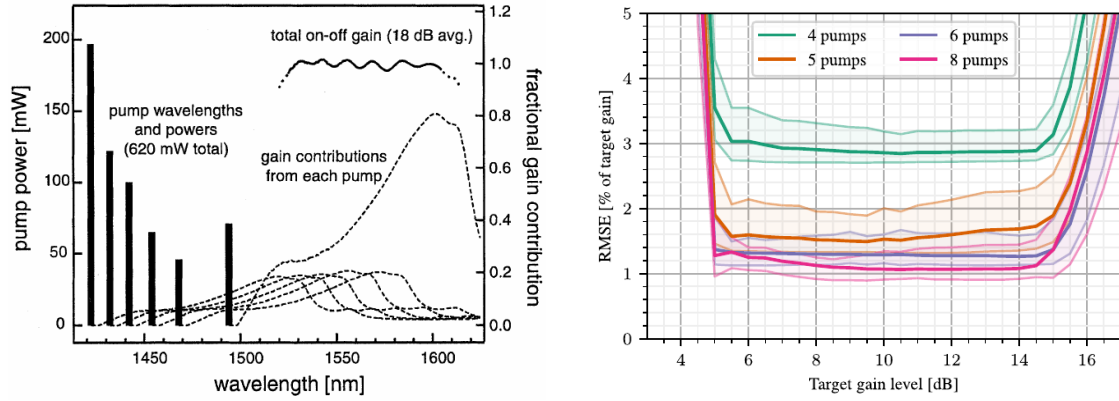 1.2
200
total on-off gain (18 dB avg.)
1.0
150
pump wavelengths
and powers
(620 mW total)
0.8
gain contributions
from each pump
0.6
100
0.4
50
0.2
0
0.0
1450
1500
1550
1600
pump power [mW]
fractional gain contribution
wavelength [nm]
5
4 pumps
6 pumps
5 pumps
8 pumps
4
3
2
1
0
4
6
8
10
12
14
16
RMSE [% of target gain]
Target gain level [dB]